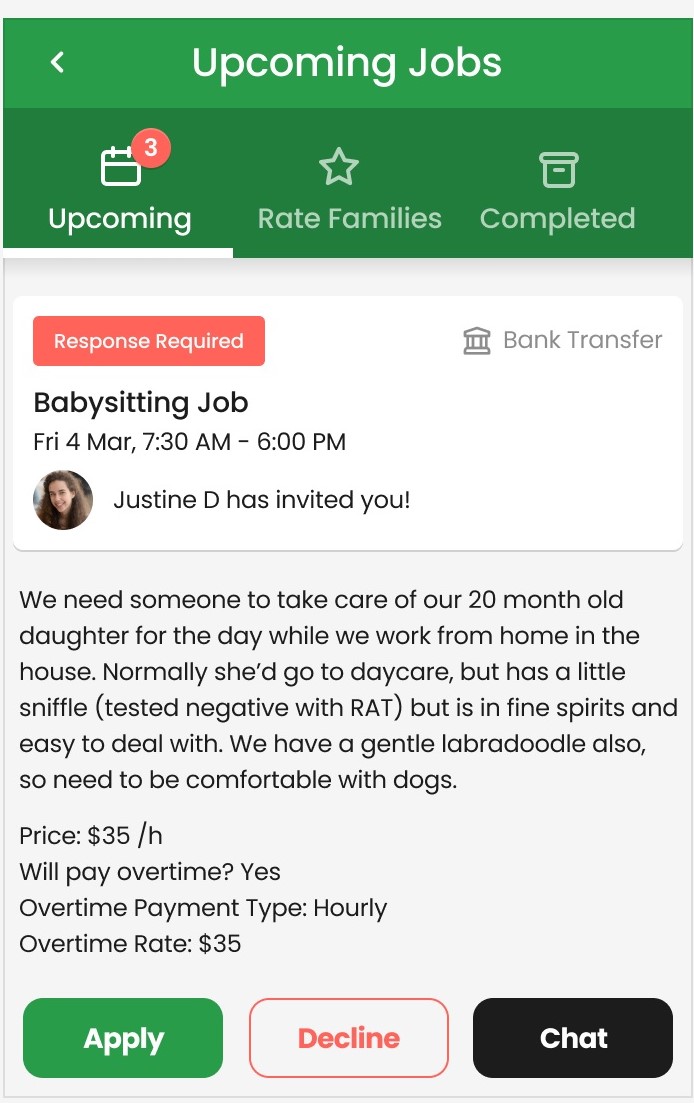 Upcoming Jobs
3
Upcoming
Rate Families
Completed
Response Required
Bank Transfer
Babysitting Job
Fri 4 Mar, 7:30 AM - 6:00 PM
Justine D has invited you!
We need someone to take care of our 20 month old
daughter for the day while we work from home in the
house. Normally she’d go to daycare, but has a little
sniffle (tested negative with RAT) but is in fine spirits and
easy to deal with. We have a gentle labradoodle also,
so need to be comfortable with dogs.
Price: $35 /h
Will pay overtime? Yes
Overtime Payment Type: Hourly
Overtime Rate: $35
Apply
Decline
Chat